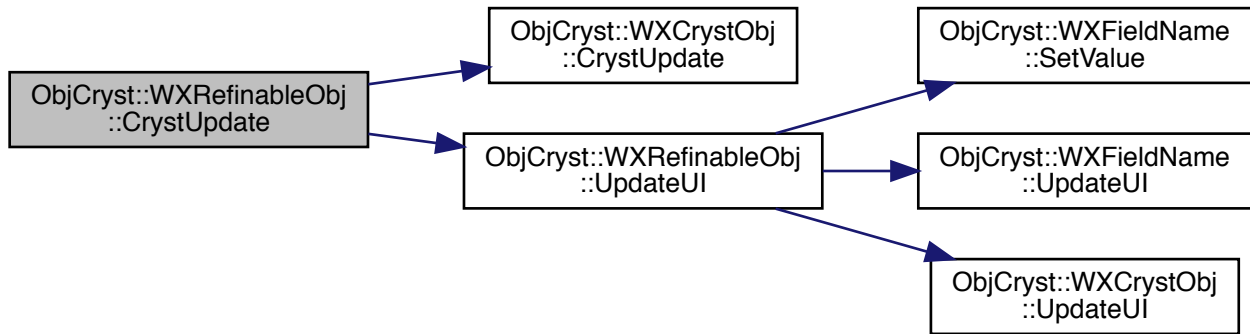 ObjCryst::WXRefinableObj
::CrystUpdate
ObjCryst::WXCrystObj
::CrystUpdate
ObjCryst::WXRefinableObj
::UpdateUI
ObjCryst::WXFieldName
::SetValue
ObjCryst::WXFieldName
::UpdateUI
ObjCryst::WXCrystObj
::UpdateUI